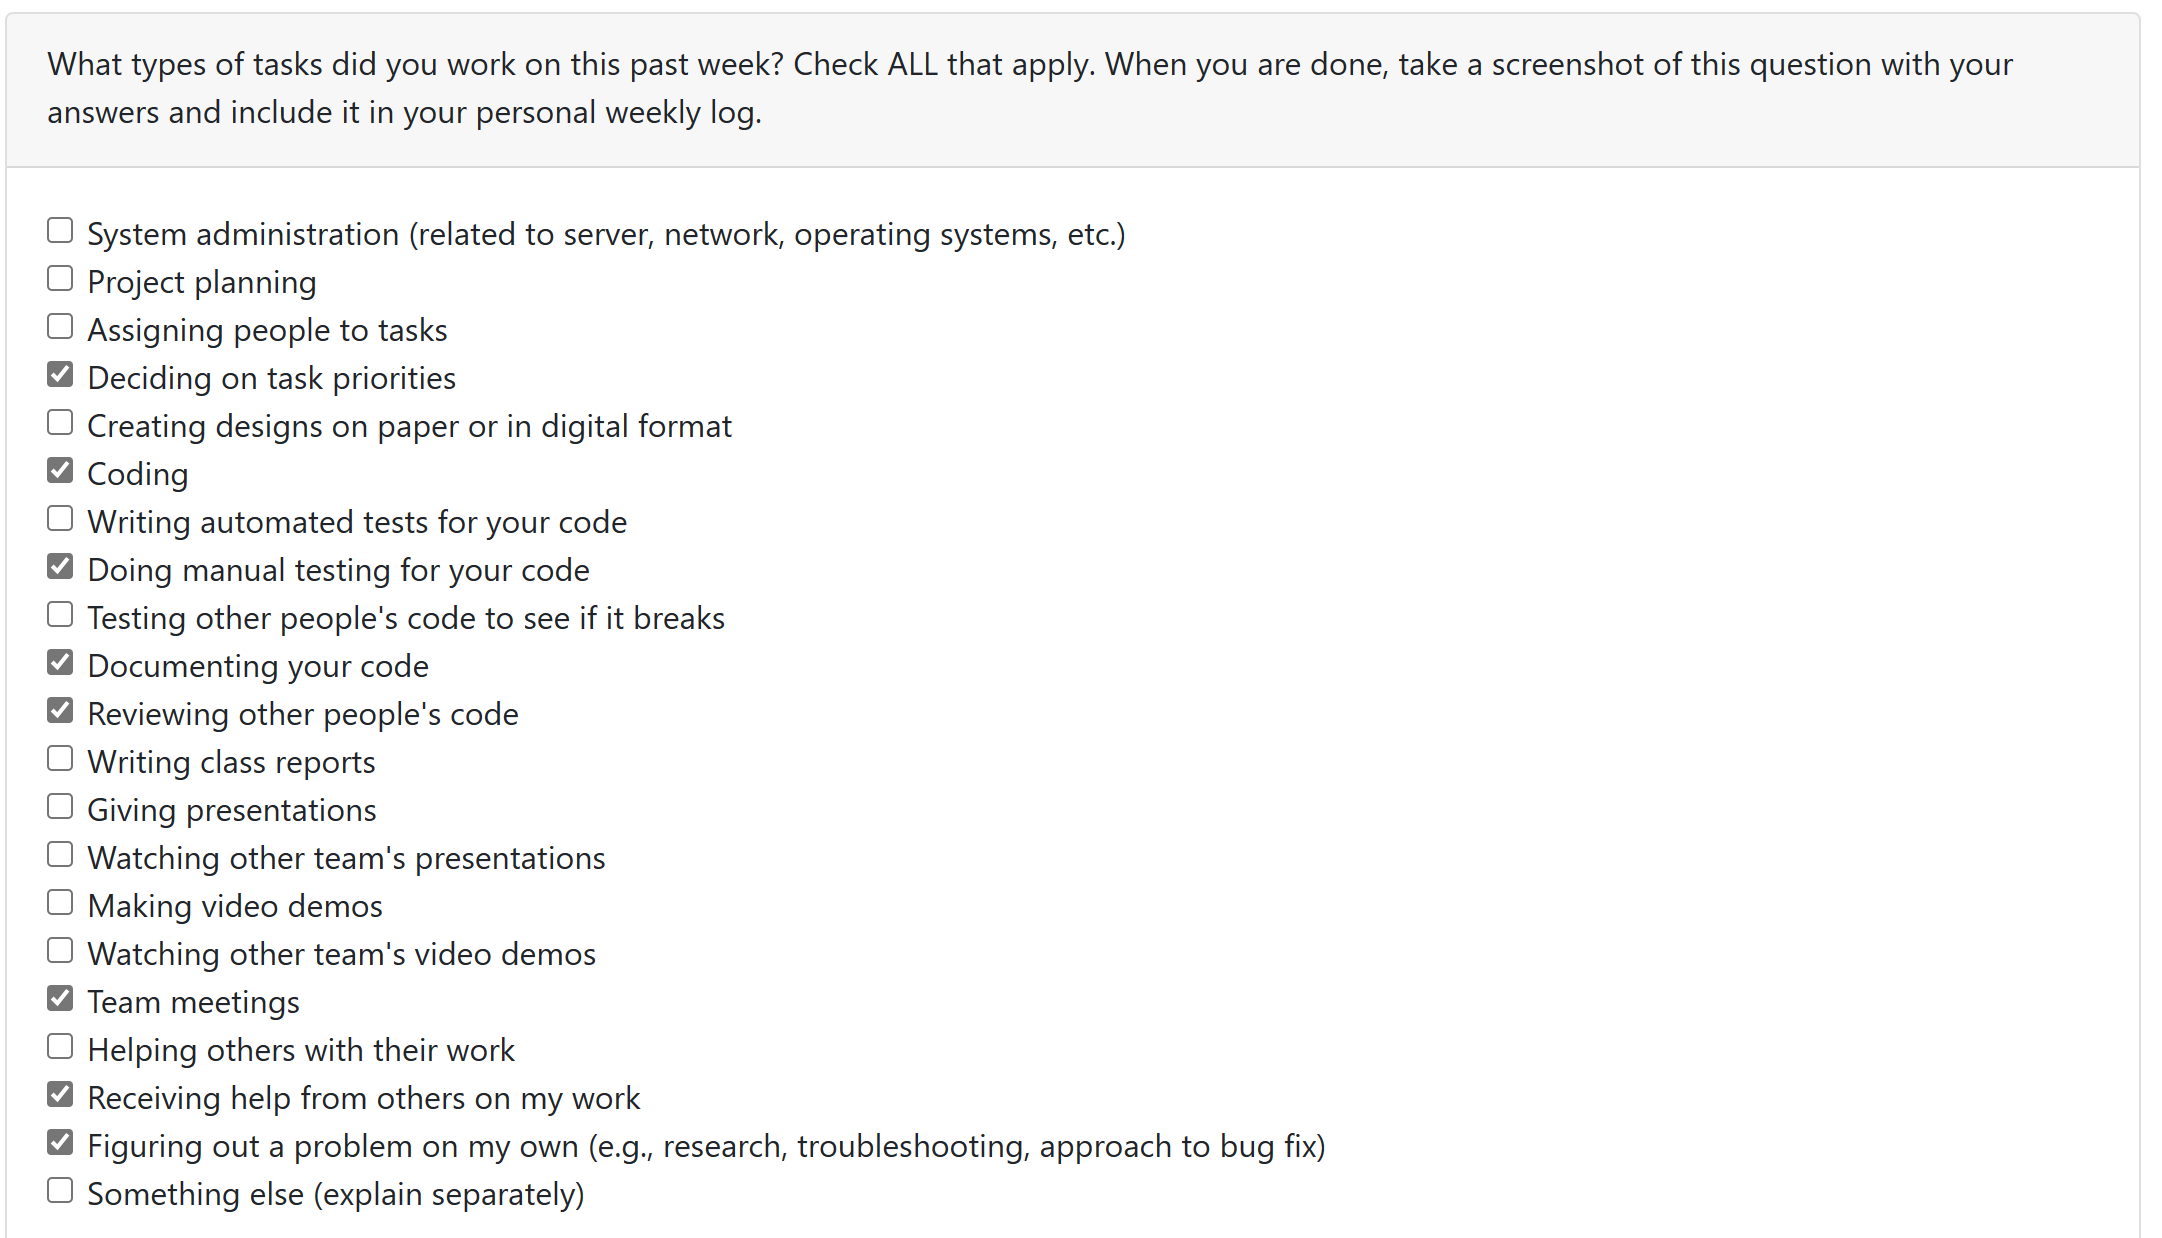 What types of tasks did you work on this past week? Check ALL that apply. When you are done, take a screenshot of this question with your
answers and include it in your personal weekly log.
System administration (related to server, network, operating systems, etc.)
Project planning
Assigning people to tasks
Deciding on task priorities
Creating designs on paper or in digital format
Coding
Writing automated tests for your code
Doing manual testing for your code
Testing other people's code to see if it breaks
Documenting your code
Reviewing other people's code
Writing class reports
Giving presentations
Watching other team's presentations
Making video demos
Watching other team's video demos
Team meetings
Helping others with their work
Receiving help from others on my work
Figuring out a problem on my own (e.g., research, troubleshooting, approach to bug fix)
Something else (explain separately)